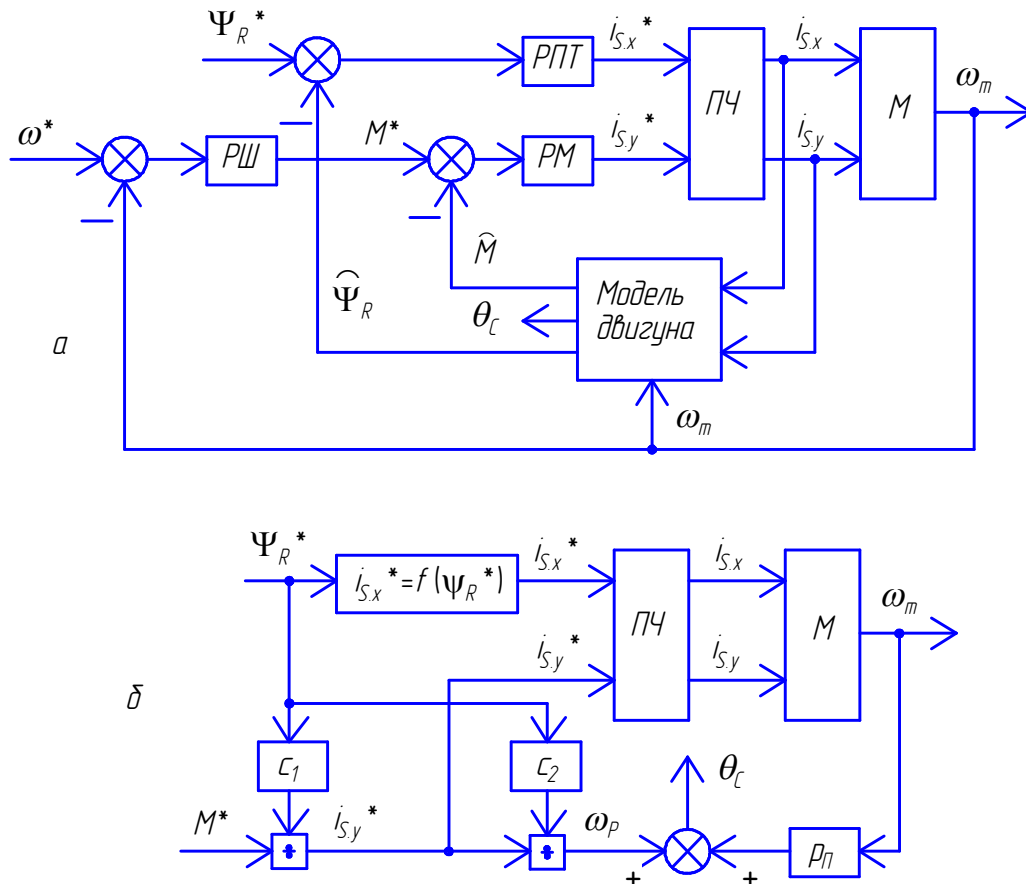 Ψ_R* i_S.x* i_S.x
РПТ
ПЧ М ω_m
ω* M* i_S.y* i_S.y
РШ РМ
M̂
Ψ̂_R θ_C Модель
двигуна
а
ω_m
Ψ_R* i_S.x* i_S.x
i_S.x*=f(Ψ_R*)
ПЧ М ω_m
i_S.y* i_S.y
б
c_1 c_2 θ_C
M* i_S.y* ω_P
÷ ÷ p_П
+ +